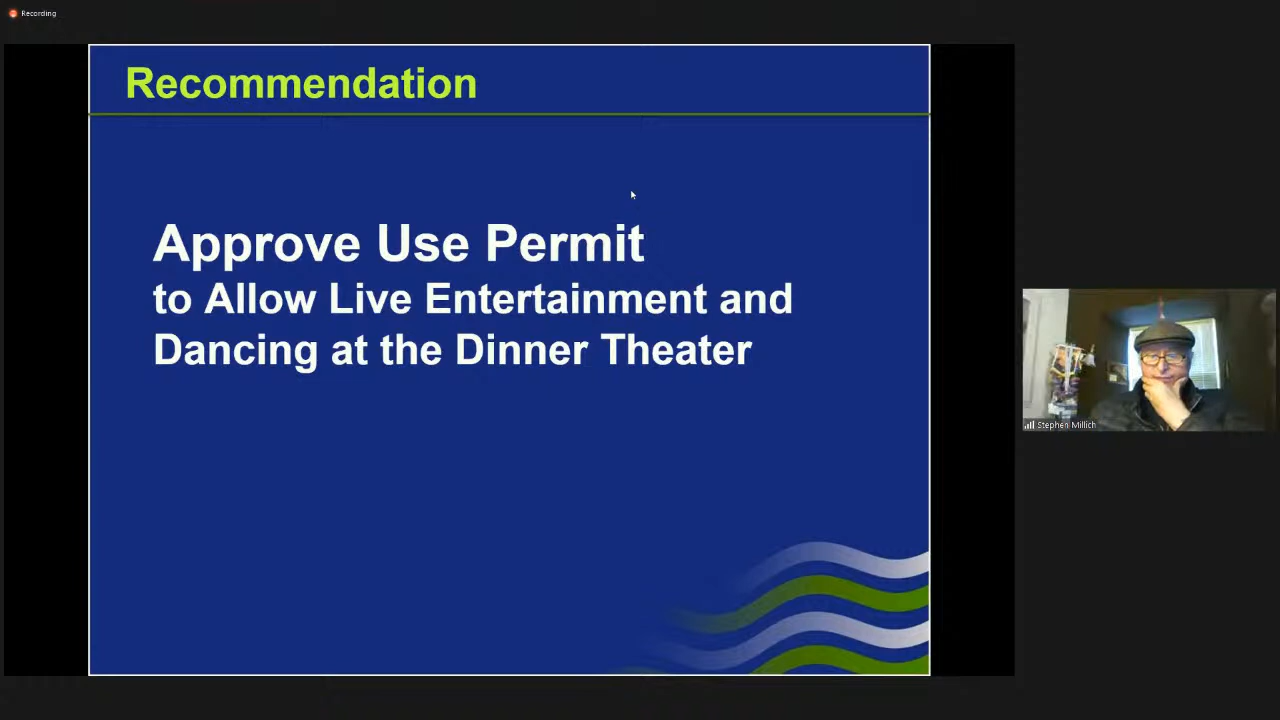 Recording
Recommendation
Approve Use Permit
to Allow Live Entertainment and
Dancing at the Dinner Theater
Stephen Millich